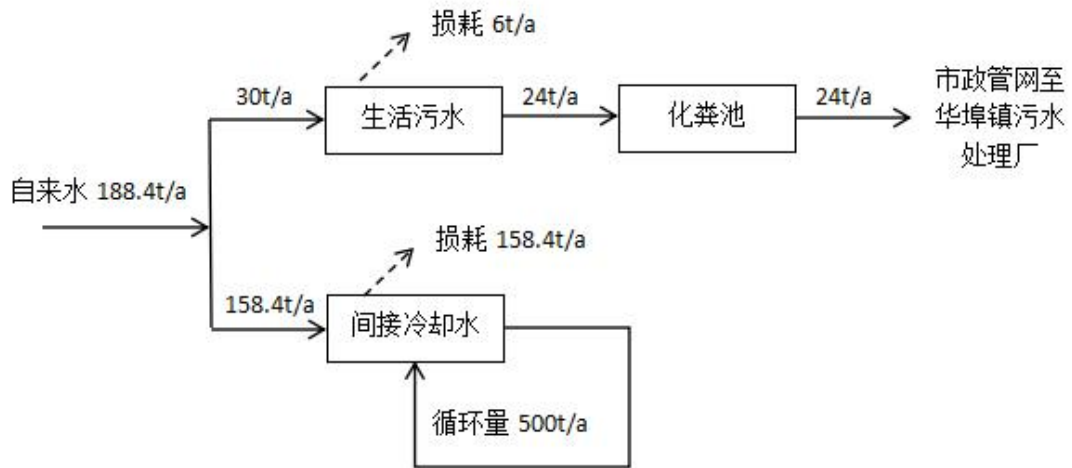 损耗 6t/a
30t/a
生活污水
24t/a
化粪池
24t/a
市政管网至
华埠镇污水
处理厂
自来水 188.4t/a
损耗 158.4t/a
158.4t/a
间接冷却水
循环量 500t/a